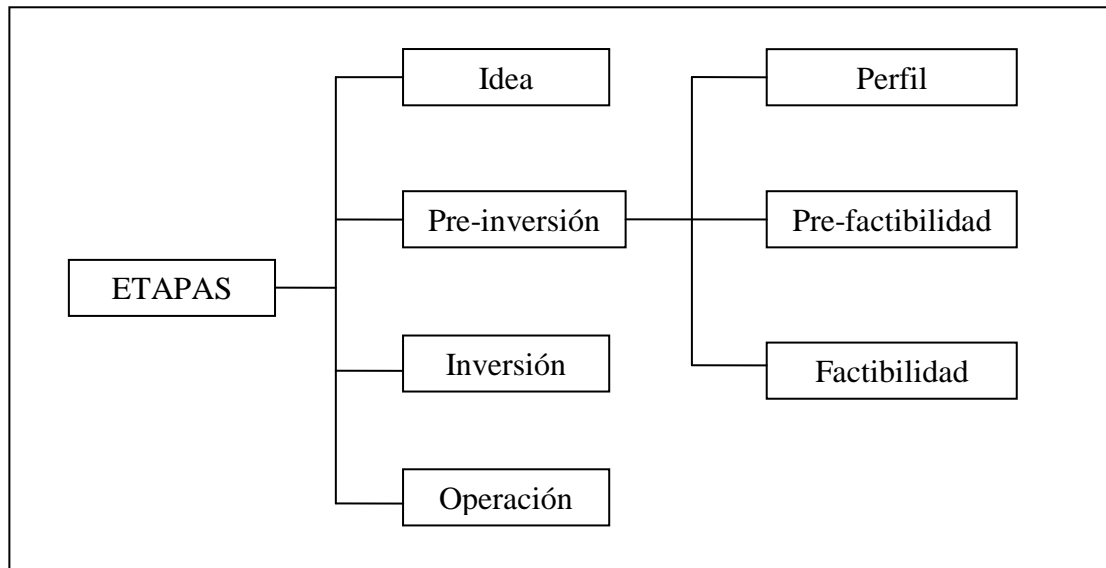 ETAPAS
Idea
Pre-inversión
Inversión
Operación
Perfil
Pre-factibilidad
Factibilidad